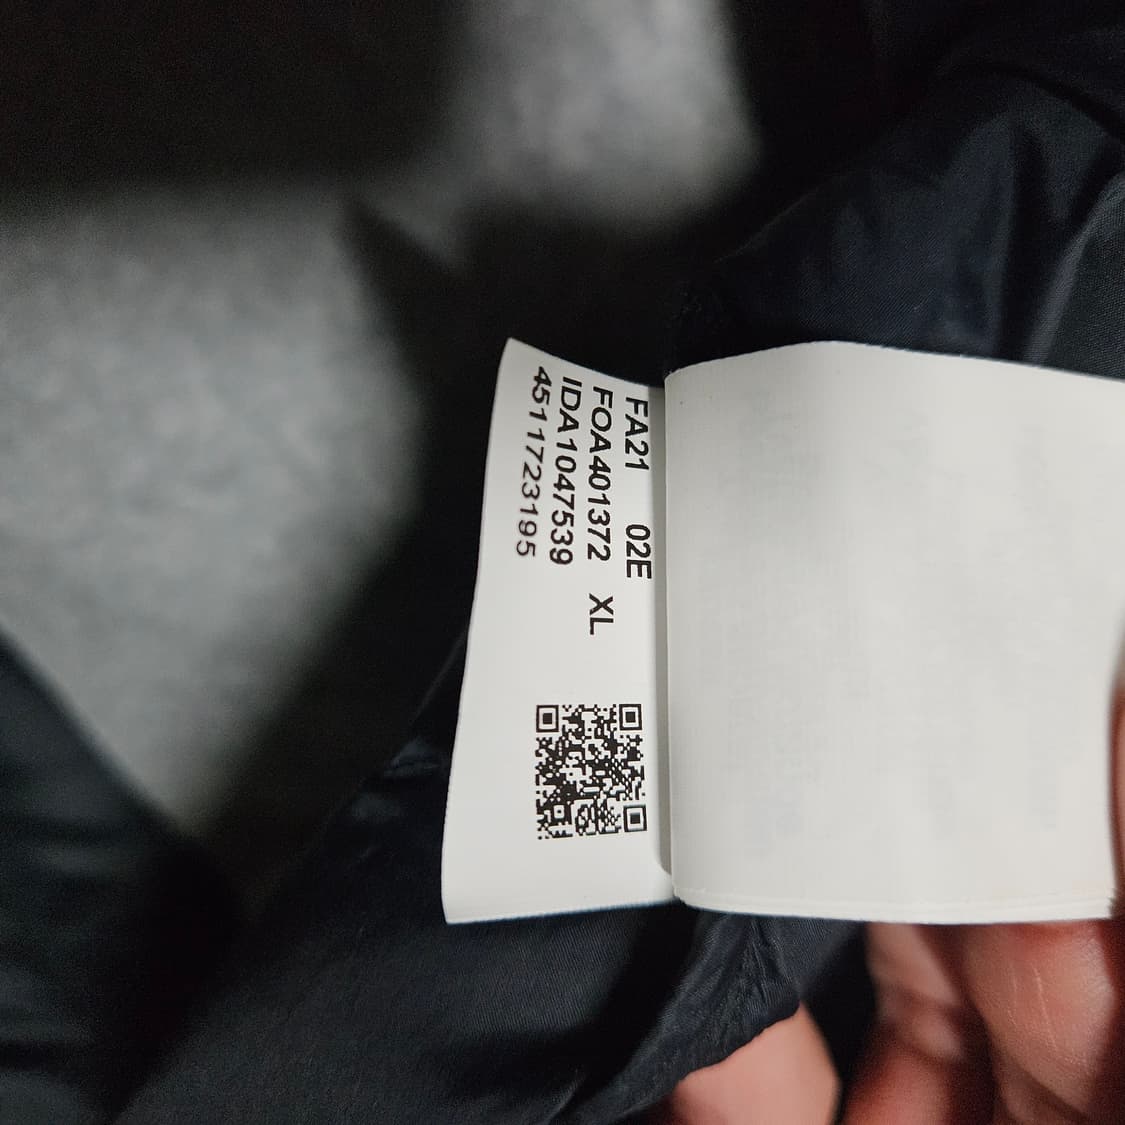 FA21 02E
FOA401372 XL
IDA1047539
4511723195